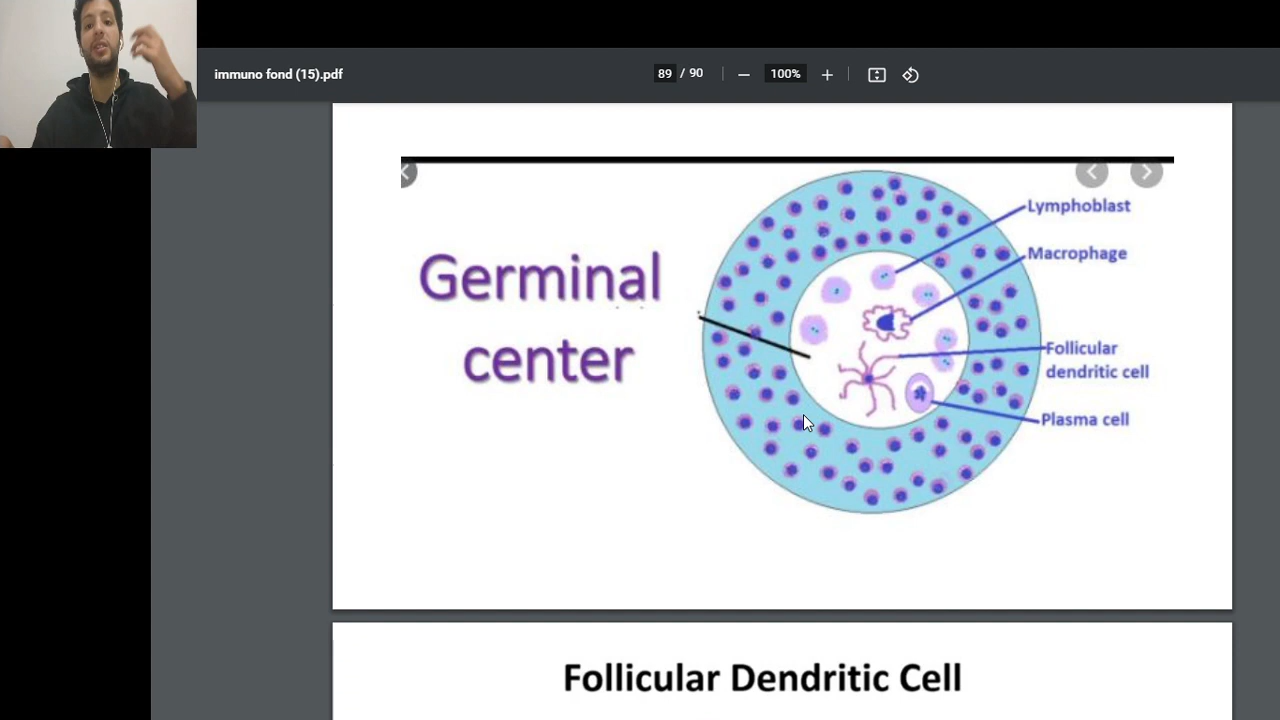 immuno fond (15).pdf
89 / 90
100%
Germinal
center
Lymphoblast
Macrophage
Follicular
dendritic cell
Plasma cell
Follicular Dendritic Cell